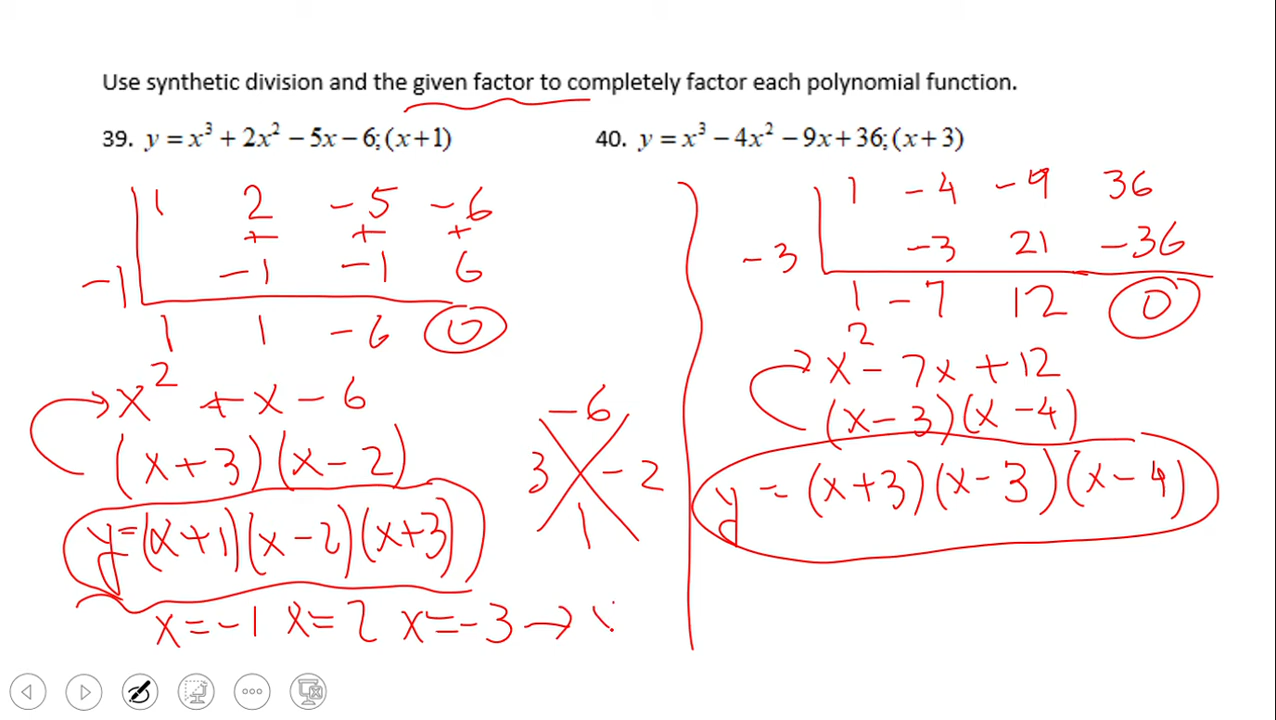 Use synthetic division and the given factor to completely factor each polynomial function.
39. y = x³ + 2x² − 5x − 6; (x+1)
1 2 −5 −6
+ + +
−1 −1 −1 6
1 1 −6 0
x² + x − 6
(x+3)(x−2)
−6
3 −2
1
y=(x+1)(x−2)(x+3)
x=−1 x=2 x=−3 →
40. y = x³ − 4x² − 9x + 36; (x+3)
1 −4 −9 36
−3 −3 21 −36
1 −7 12 0
x² − 7x + 12
(x−3)(x−4)
y = (x+3)(x−3)(x−4)